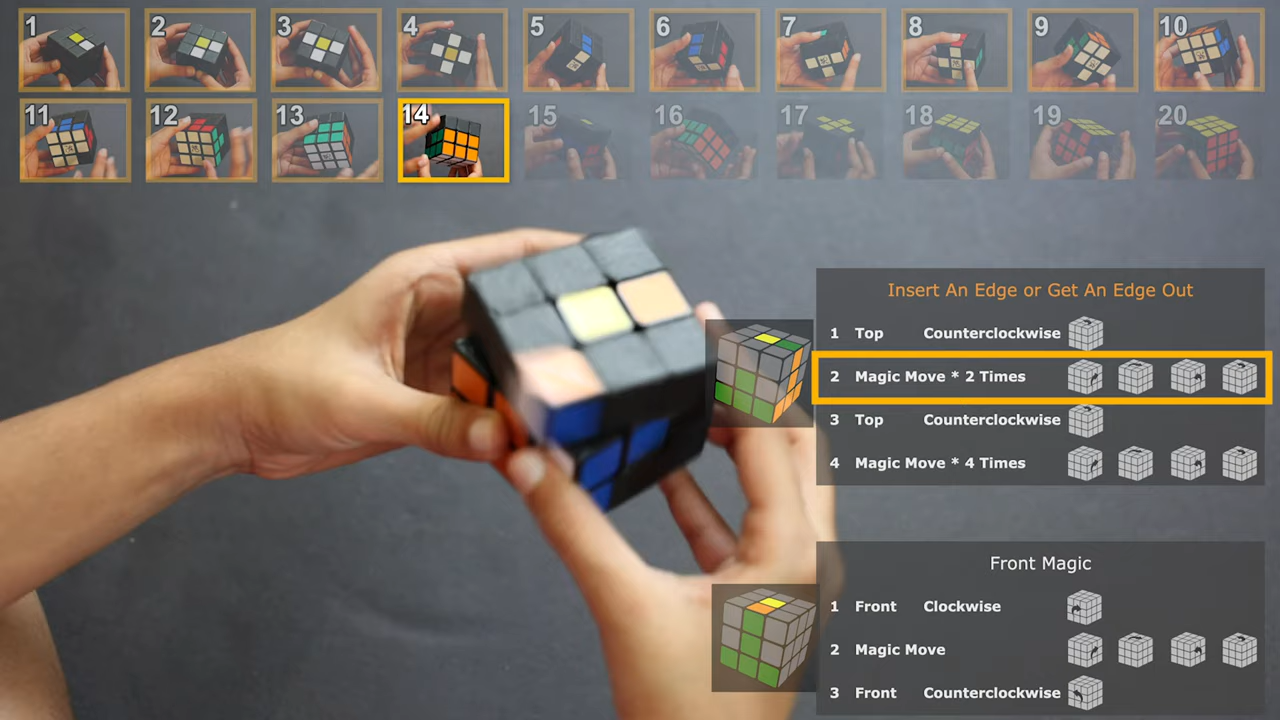 1 2 3 4 5 6 7 8 9 10
11 12 13 14 15 16 17 18 19 20
Insert An Edge or Get An Edge Out
1 Top Counterclockwise
2 Magic Move * 2 Times
3 Top Counterclockwise
4 Magic Move * 4 Times
Front Magic
1 Front Clockwise
2 Magic Move
3 Front Counterclockwise